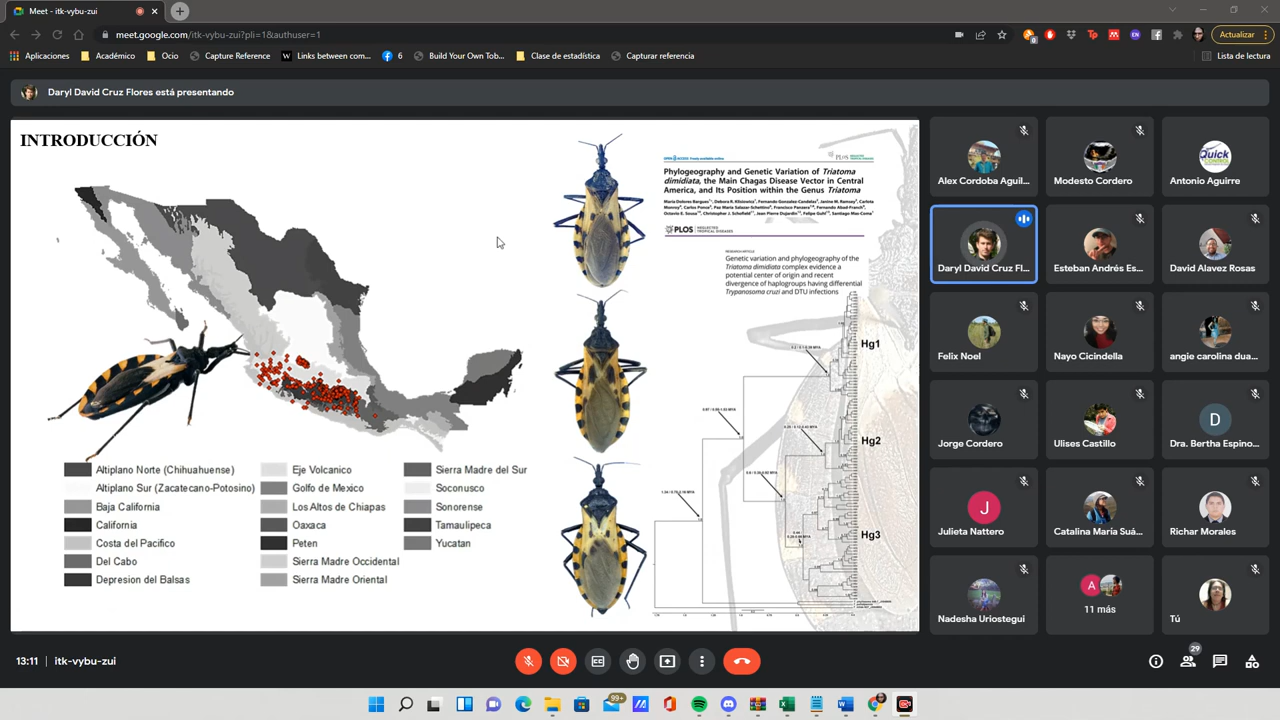 Meet - itk-vybu-zui
meet.google.com/itk-vybu-zui?pli=1&authuser=1
Actualizar
Aplicaciones
Académico
Ocio
Capture Reference
Links between com...
6
Build Your Own Tob...
Clase de estadística
Capturar referencia
Lista de lectura
Daryl David Cruz Flores está presentando
INTRODUCCIÓN
Phylogeography and Genetic Variation of Triatoma
dimidiata, the Main Chagas Disease Vector in Central
America, and Its Position within the Genus Triatoma
PLOS
NEGLECTED
TROPICAL DISEASES
RESEARCH ARTICLE
Genetic variation and phylogeography of the
Triatoma dimidiata complex evidence a
potential center of origin and recent
divergence of haplogroups having differential
Trypanosoma cruzi and DTU infections
Hg1
Hg2
Hg3
Altiplano Norte (Chihuahuense)
Altiplano Sur (Zacatecano-Potosino)
Baja California
California
Costa del Pacífico
Del Cabo
Depresion del Balsas
Eje Volcanico
Golfo de Mexico
Los Altos de Chiapas
Oaxaca
Peten
Sierra Madre Occidental
Sierra Madre Oriental
Sierra Madre del Sur
Soconusco
Sonorense
Tamaulipeca
Yucatan
Alex Cordoba Aguil...
Modesto Cruz
Daryl David Cruz Fl...
Esteban Andrés Es...
David Alavez Rosas
Felix Noel
Nayo Cicindella
angie carolina dua...
Jorge Cordero
Ulises Castillo
D
Dra. Bertha Espino...
J
Julieta Nattero
Catalina María Suá...
Richar Morales
Nadesha Uriostegui
A
11 más
Tú
13:11
itk-vybu-zui
29
99+